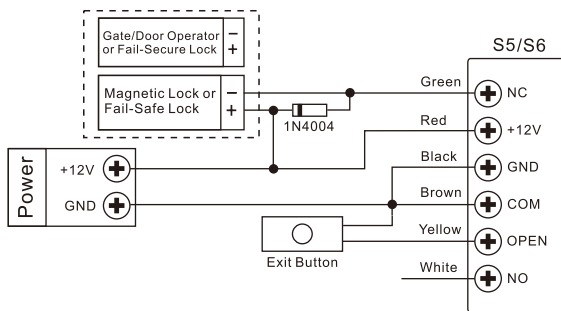 Gate/Door Operator
or Fail-Secure Lock
−
+
Magnetic Lock or
Fail-Safe Lock
−
+
1N4004
Power
+12V
GND
Exit Button
S5/S6
Green
NC
Red
+12V
Black
GND
Brown
COM
Yellow
OPEN
White
NO